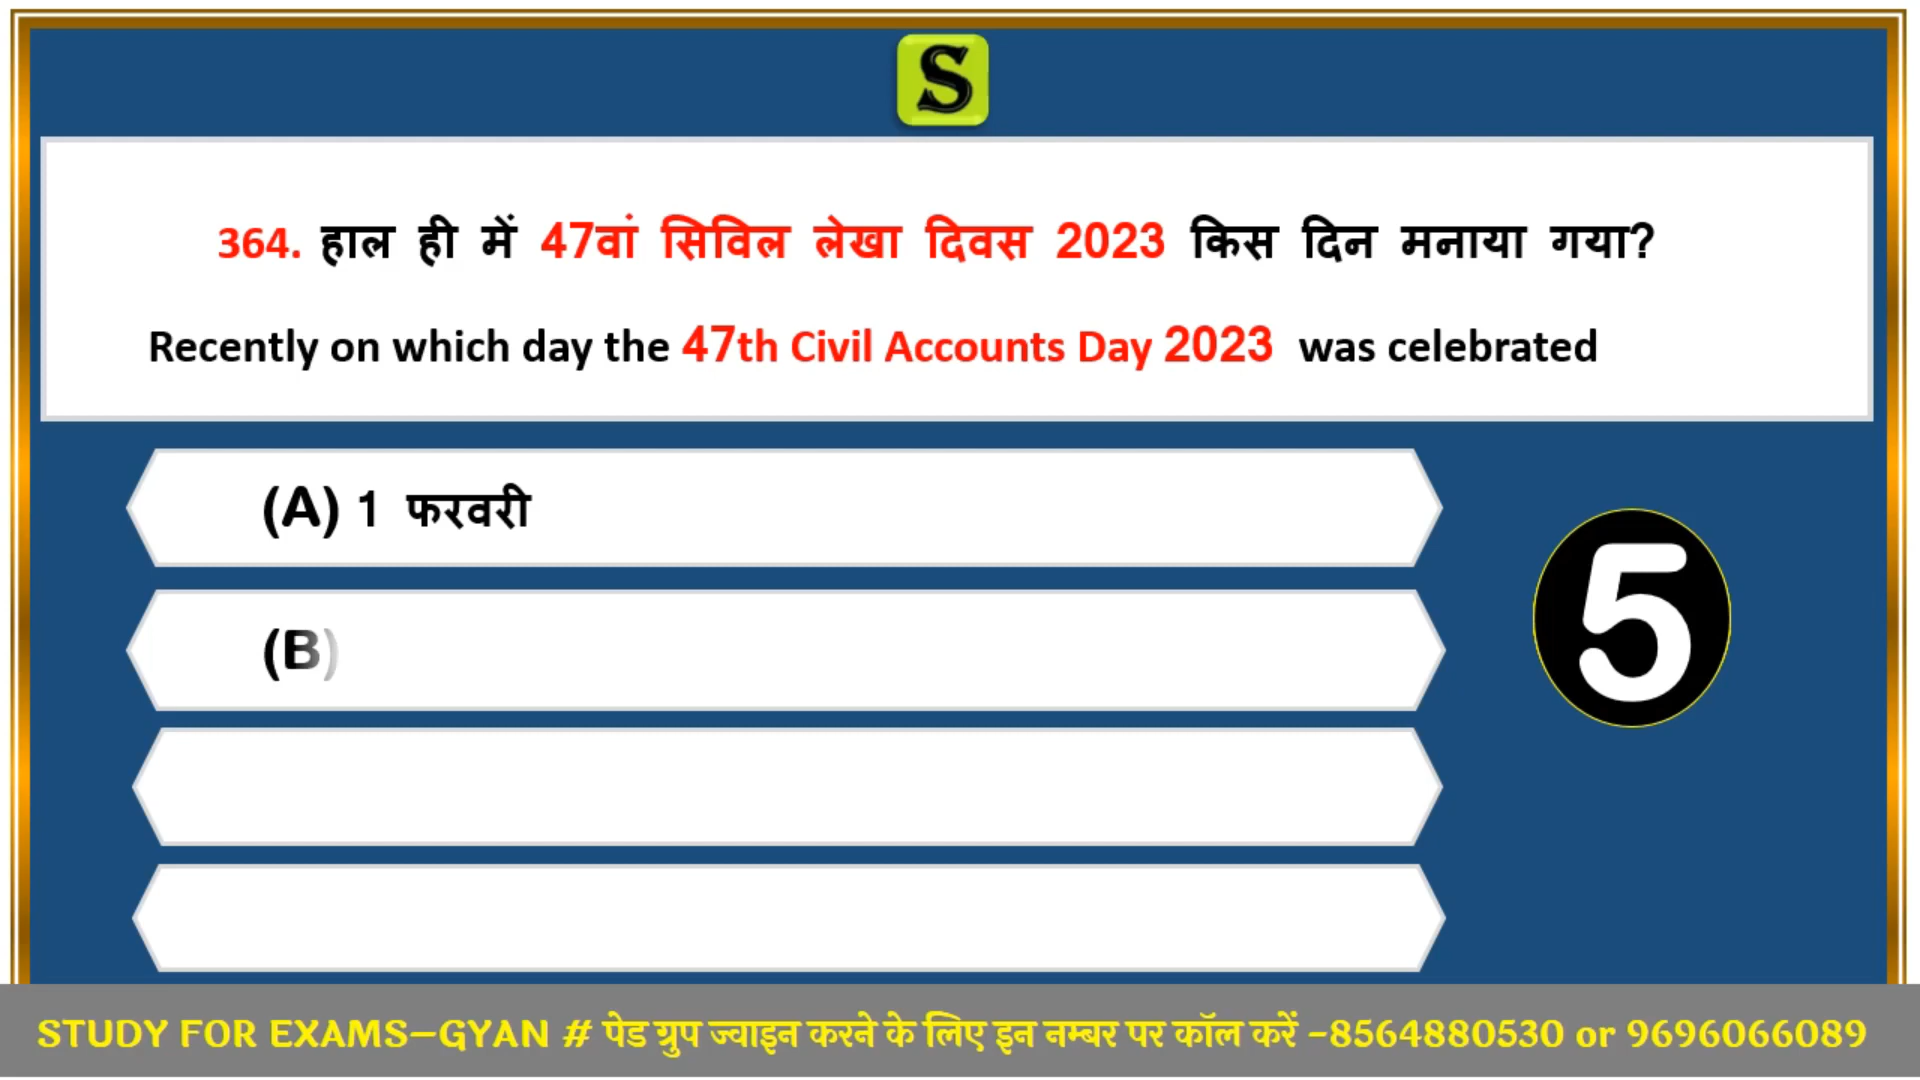 S
364. हाल ही में 47वां सिविल लेखा दिवस 2023 किस दिन मनाया गया?
Recently on which day the 47th Civil Accounts Day 2023 was celebrated
(A) 1 फरवरी
(B)
5
STUDY FOR EXAMS-GYAN # पेड ग्रुप ज्वाइन करने के लिए इन नम्बर पर कॉल करें -8564880530 or 9696066089